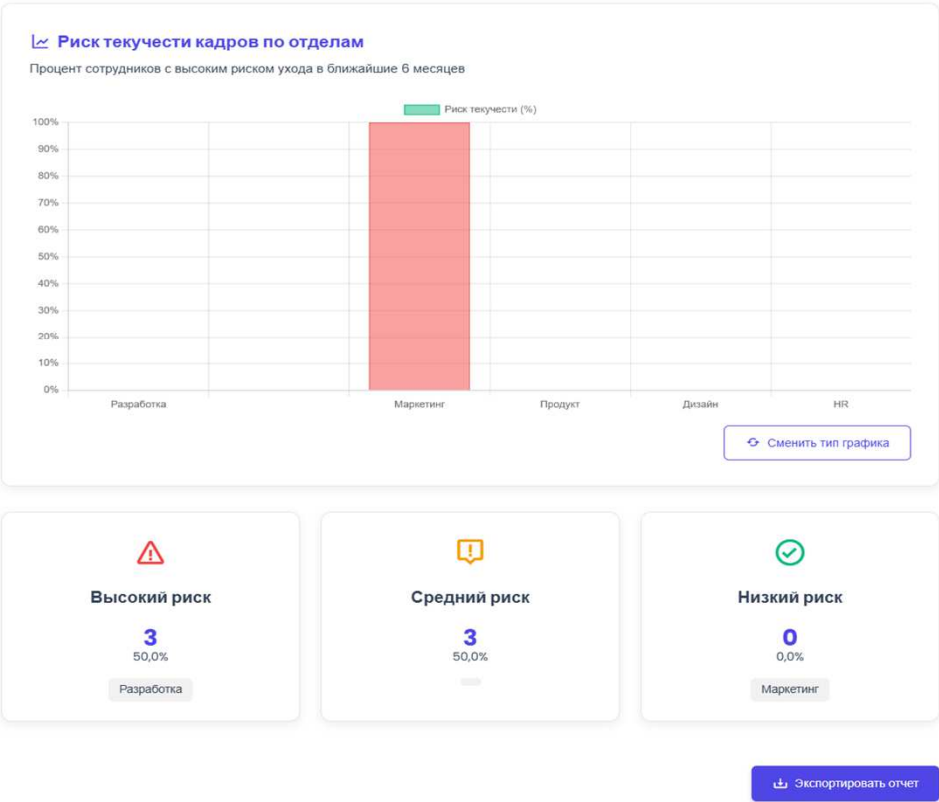 Риск текучести кадров по отделам
Процент сотрудников с высоким риском ухода в ближайшие 6 месяцев
Риск текучести (%)
100%
90%
80%
70%
60%
50%
40%
30%
20%
10%
0%
Разработка Маркетинг Продукт Дизайн HR
Сменить тип графика
Высокий риск Средний риск Низкий риск
3 3 0
50,0% 50,0% 0,0%
Разработка Маркетинг
Экспортировать отчет